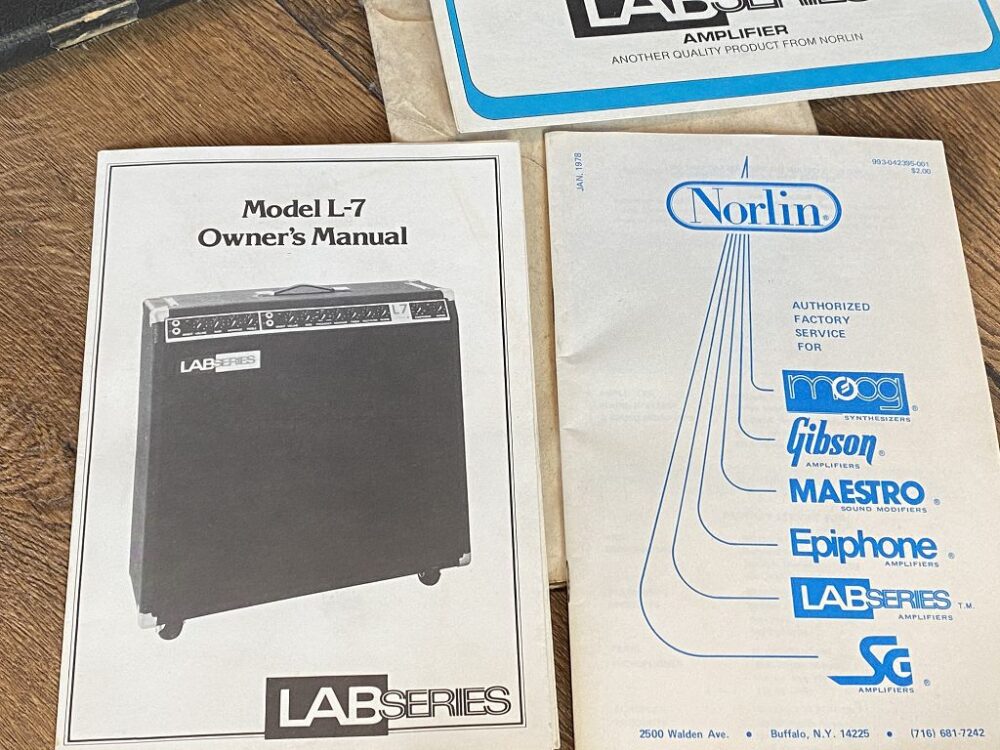 LABSERIES
AMPLIFIER
ANOTHER QUALITY PRODUCT FROM NORLIN
Model L-7
Owner's Manual
L7
LABSERIES
LABSERIES
JAN. 1978
993-042395-001
$2.00
Norlin®
AUTHORIZED
FACTORY
SERVICE
FOR
moog®
SYNTHESIZERS
Gibson®
AMPLIFIERS
MAESTRO®
SOUND MODIFIERS
Epiphone®
AMPLIFIERS
LABSERIES T.M.
AMPLIFIERS
SG®
AMPLIFIERS
2500 Walden Ave. • Buffalo, N.Y. 14225 • (716) 681-7242